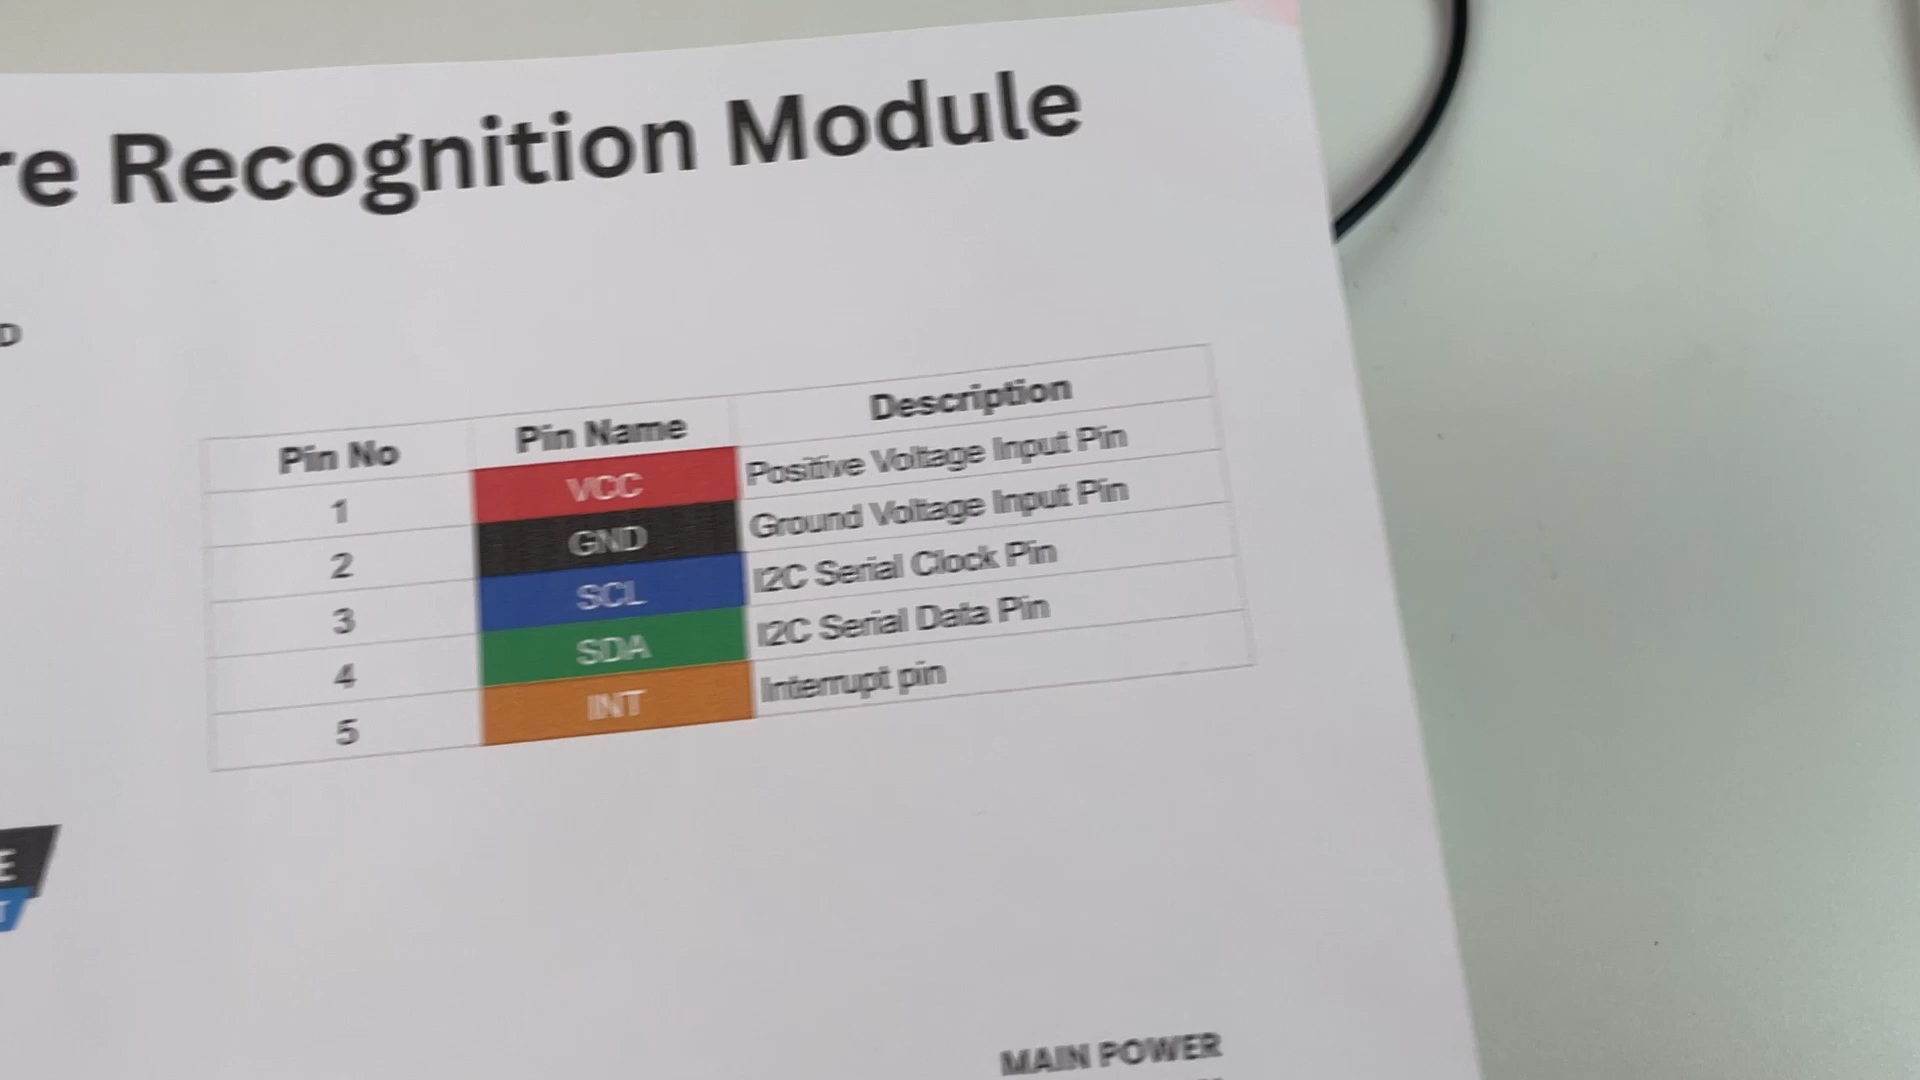 re Recognition Module
D
Pin No Pin Name Description
1 VCC Positive Voltage Input Pin
2 GND Ground Voltage Input Pin
3 SCL I2C Serial Clock Pin
4 SDA I2C Serial Data Pin
5 INT Interrupt pin
E
T
MAIN POWER